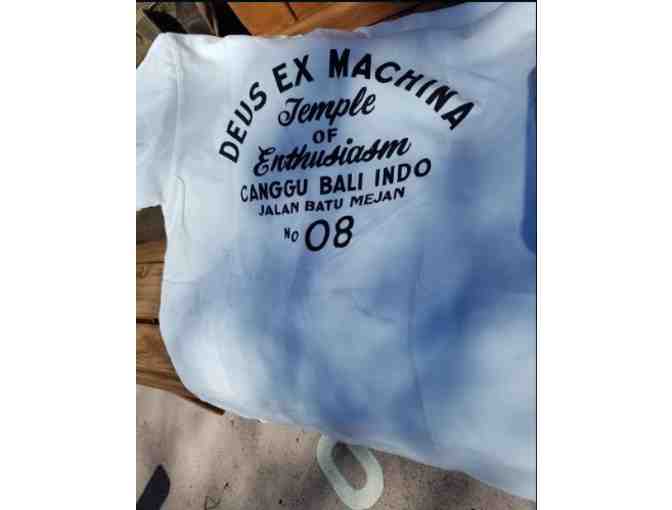 DEUS EX MACHINA
Temple
OF
Enthusiasm
CANGGU BALI INDO
JALAN BATU MEJAN
NO 08